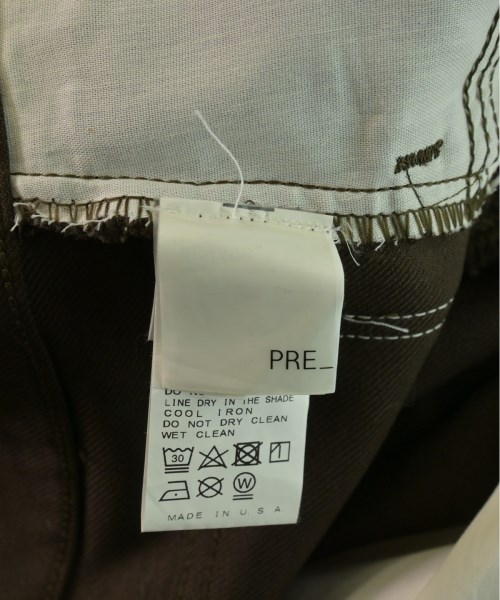 PRE_
LINE DRY IN THE SHADE
COOL IRON
DO NOT DRY CLEAN
WET CLEAN
30
W
MADE IN U S A